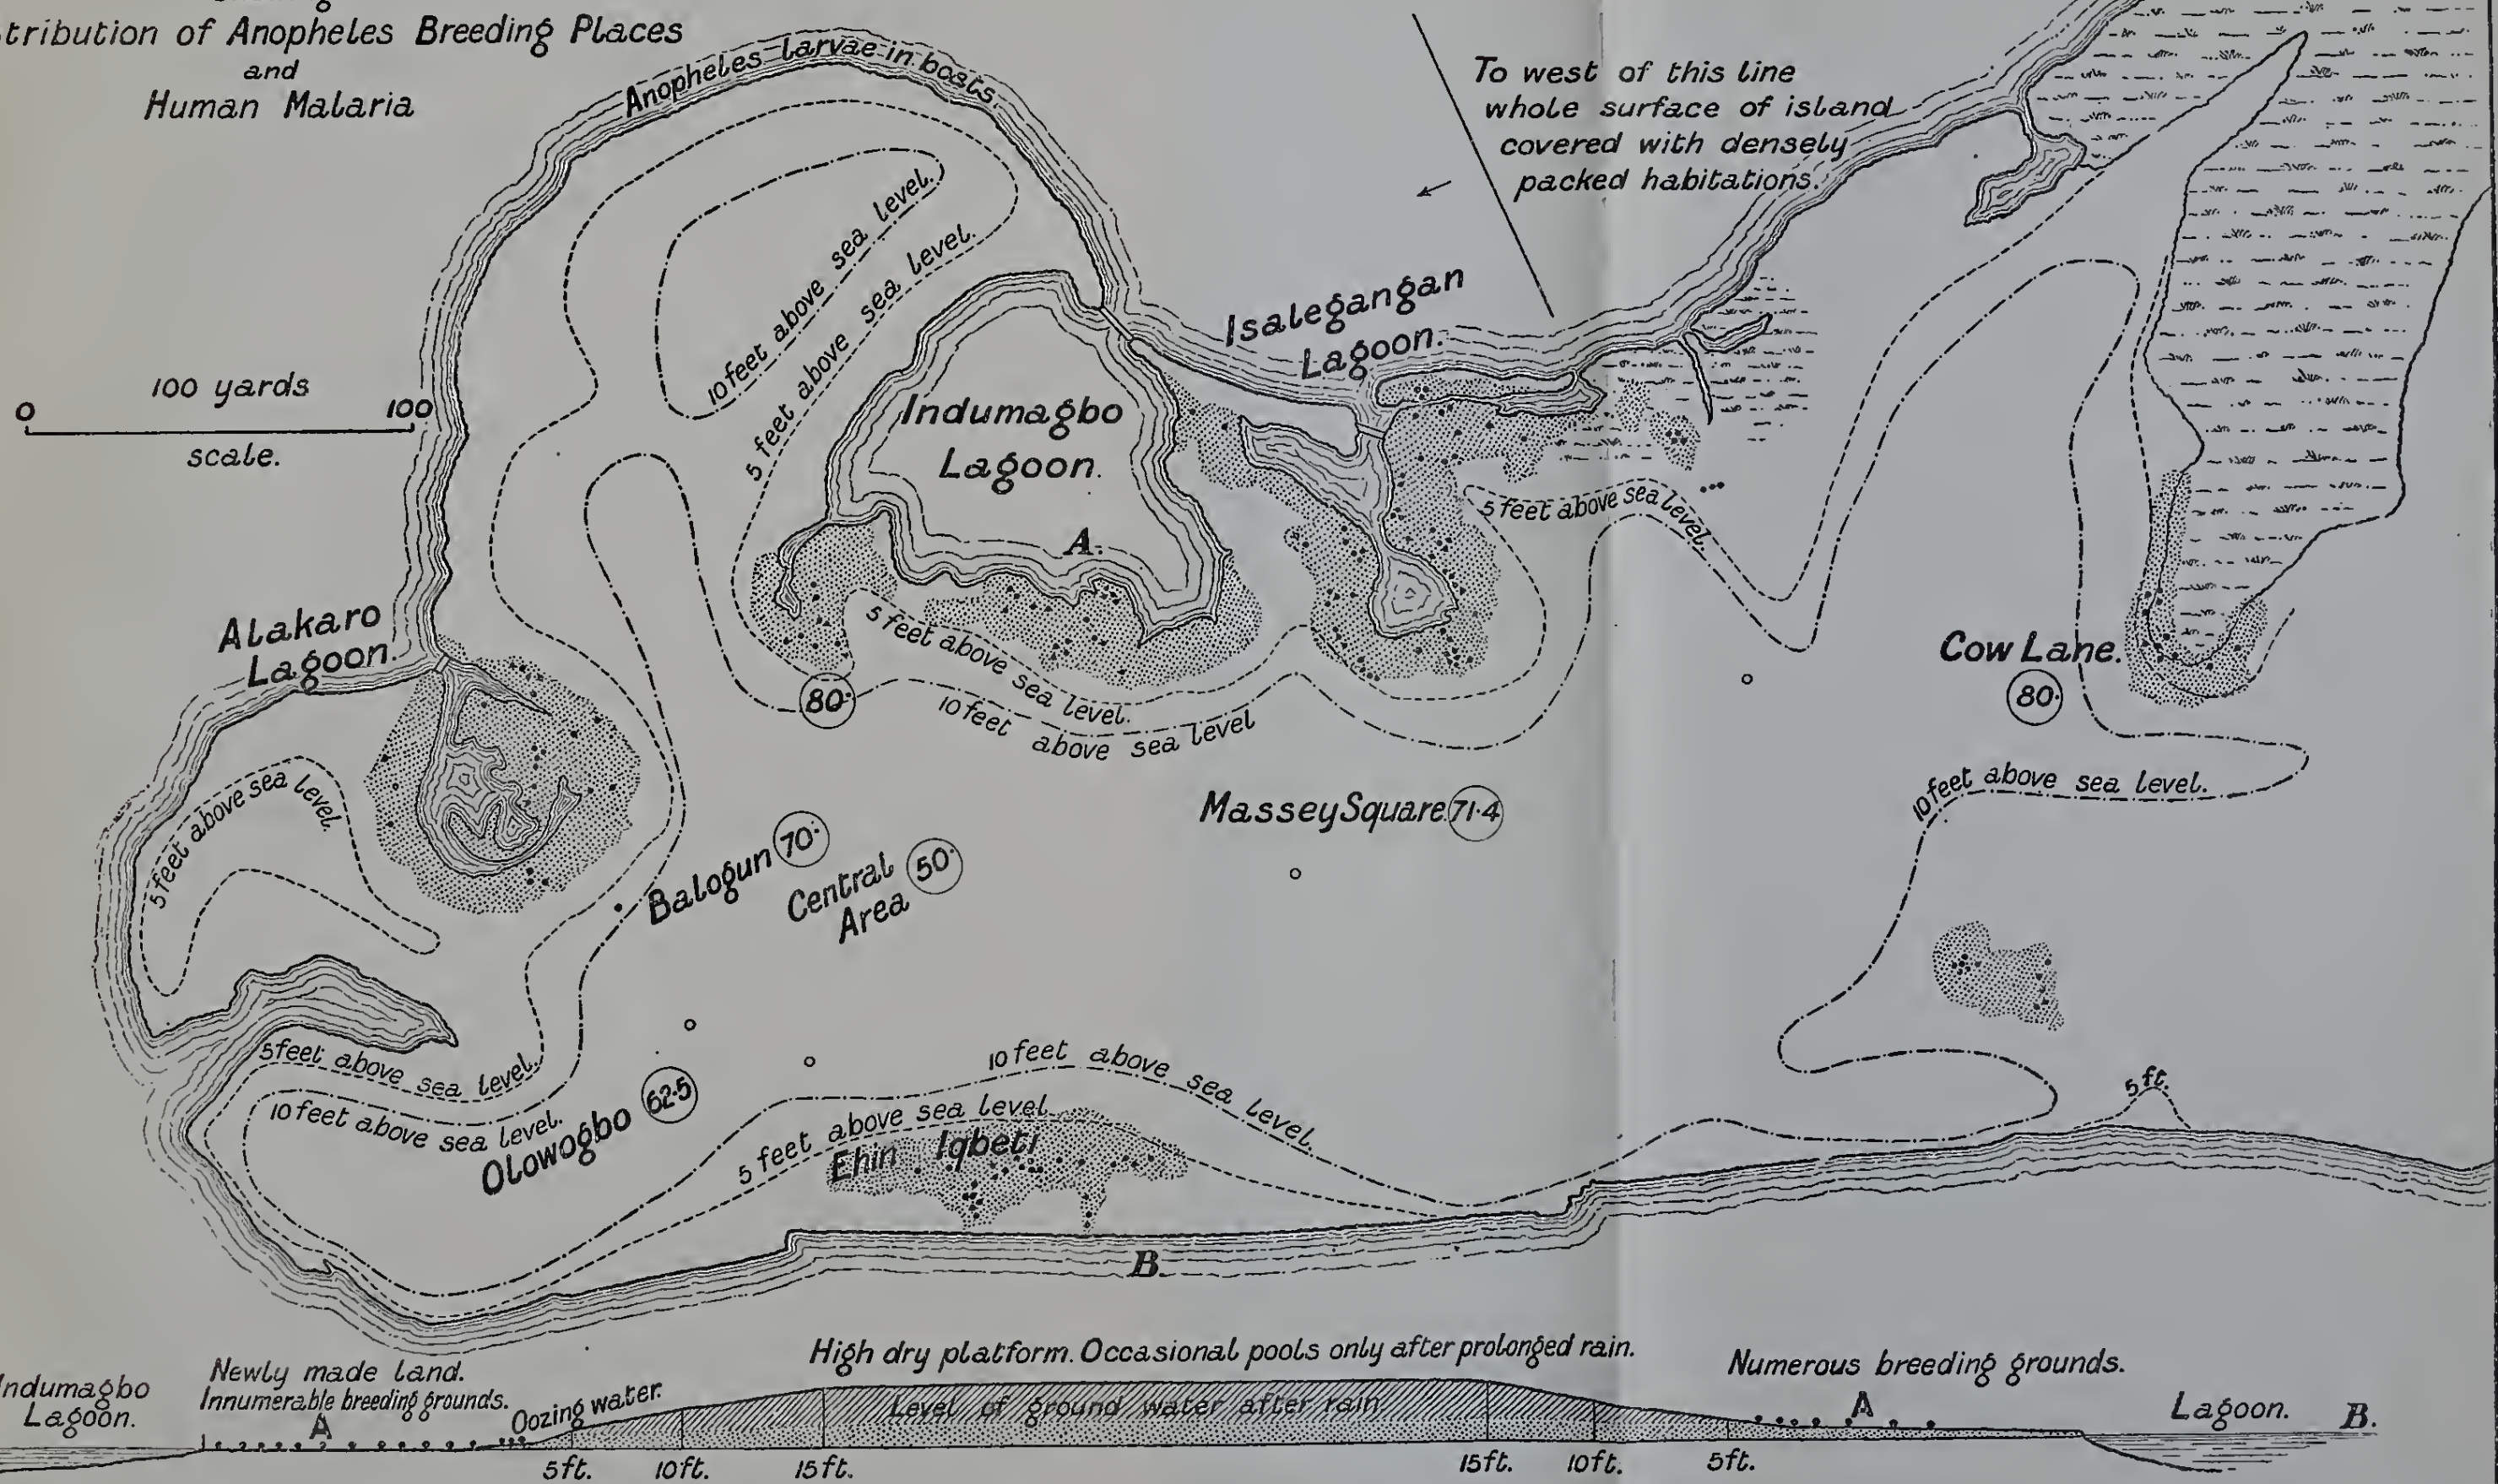 tribution of Anopheles Breeding Places
and
Human Malaria
Anopheles larvae in boats.
To west of this line
whole surface of island
covered with densely
packed habitations.
10 feet above sea level.
5 feet above sea level.
Isalegangan
Lagoon.
100 yards
0 100
scale.
Indumagbo
Lagoon.
A.
5 feet above sea level.
Alakaro
Lagoon.
5 feet above sea level.
10 feet above sea level
80.
Cow Lane.
80.
5 feet above sea level.
10 feet above sea level.
Massey Square. 71.4
Balogun 70.
Central
Area 50.
5 feet above sea level.
10 feet above sea level.
Olowogbo 62.5
10 feet above sea level.
5 feet above sea level
Ehin Iqbeti
5 ft.
B.
High dry platform. Occasional pools only after prolonged rain.
Newly made land.
Innumerable breeding grounds.
Numerous breeding grounds.
Indumagbo
Lagoon.
A
Oozing water.
Level of ground water after rain.
A
Lagoon. B.
5ft. 10ft. 15ft. 15ft. 10ft. 5ft.